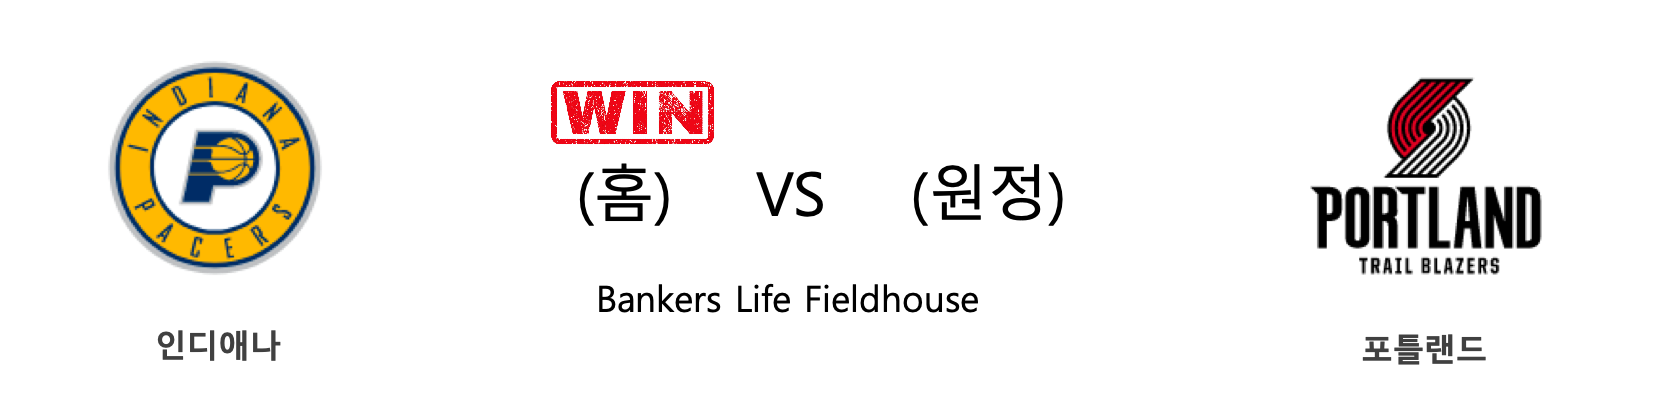 INDIANA
PACERS
인디애나
WIN
(홈) VS (원정)
Bankers Life Fieldhouse
PORTLAND
TRAIL BLAZERS
포틀랜드